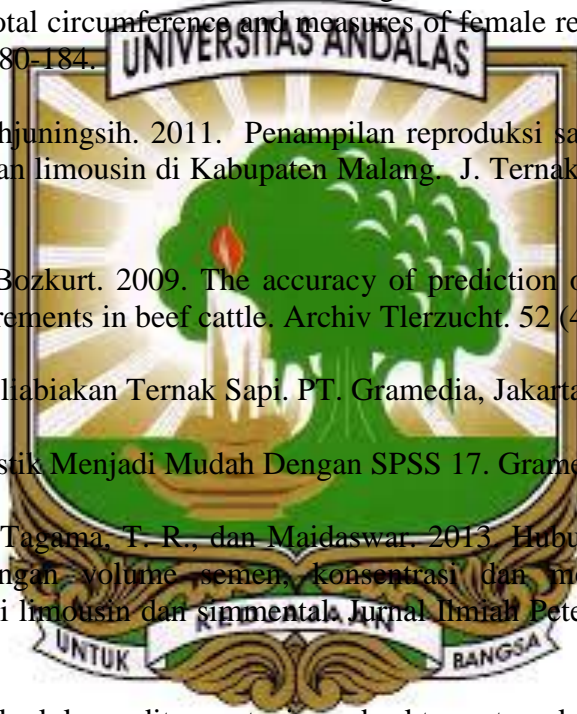 otal circumference and measures of female re
80-184.
UNIVERSITAS ANDALAS
hjuningsih. 2011. Penampilan reproduksi sa
an limousin di Kabupaten Malang. J. Ternak
Bozkurt. 2009. The accuracy of prediction o
rements in beef cattle. Archiv Tlerzucht. 52 (4
liabiakan Ternak Sapi. PT. Gramedia, Jakarta
stik Menjadi Mudah Dengan SPSS 17. Grame
Tagama, T. R., dan Maidaswar. 2013. Hubu
ngan volume semen, konsentrasi dan mo
i limousin dan simmental. Jurnal Ilmiah Pete
UNTUK
BANGSA